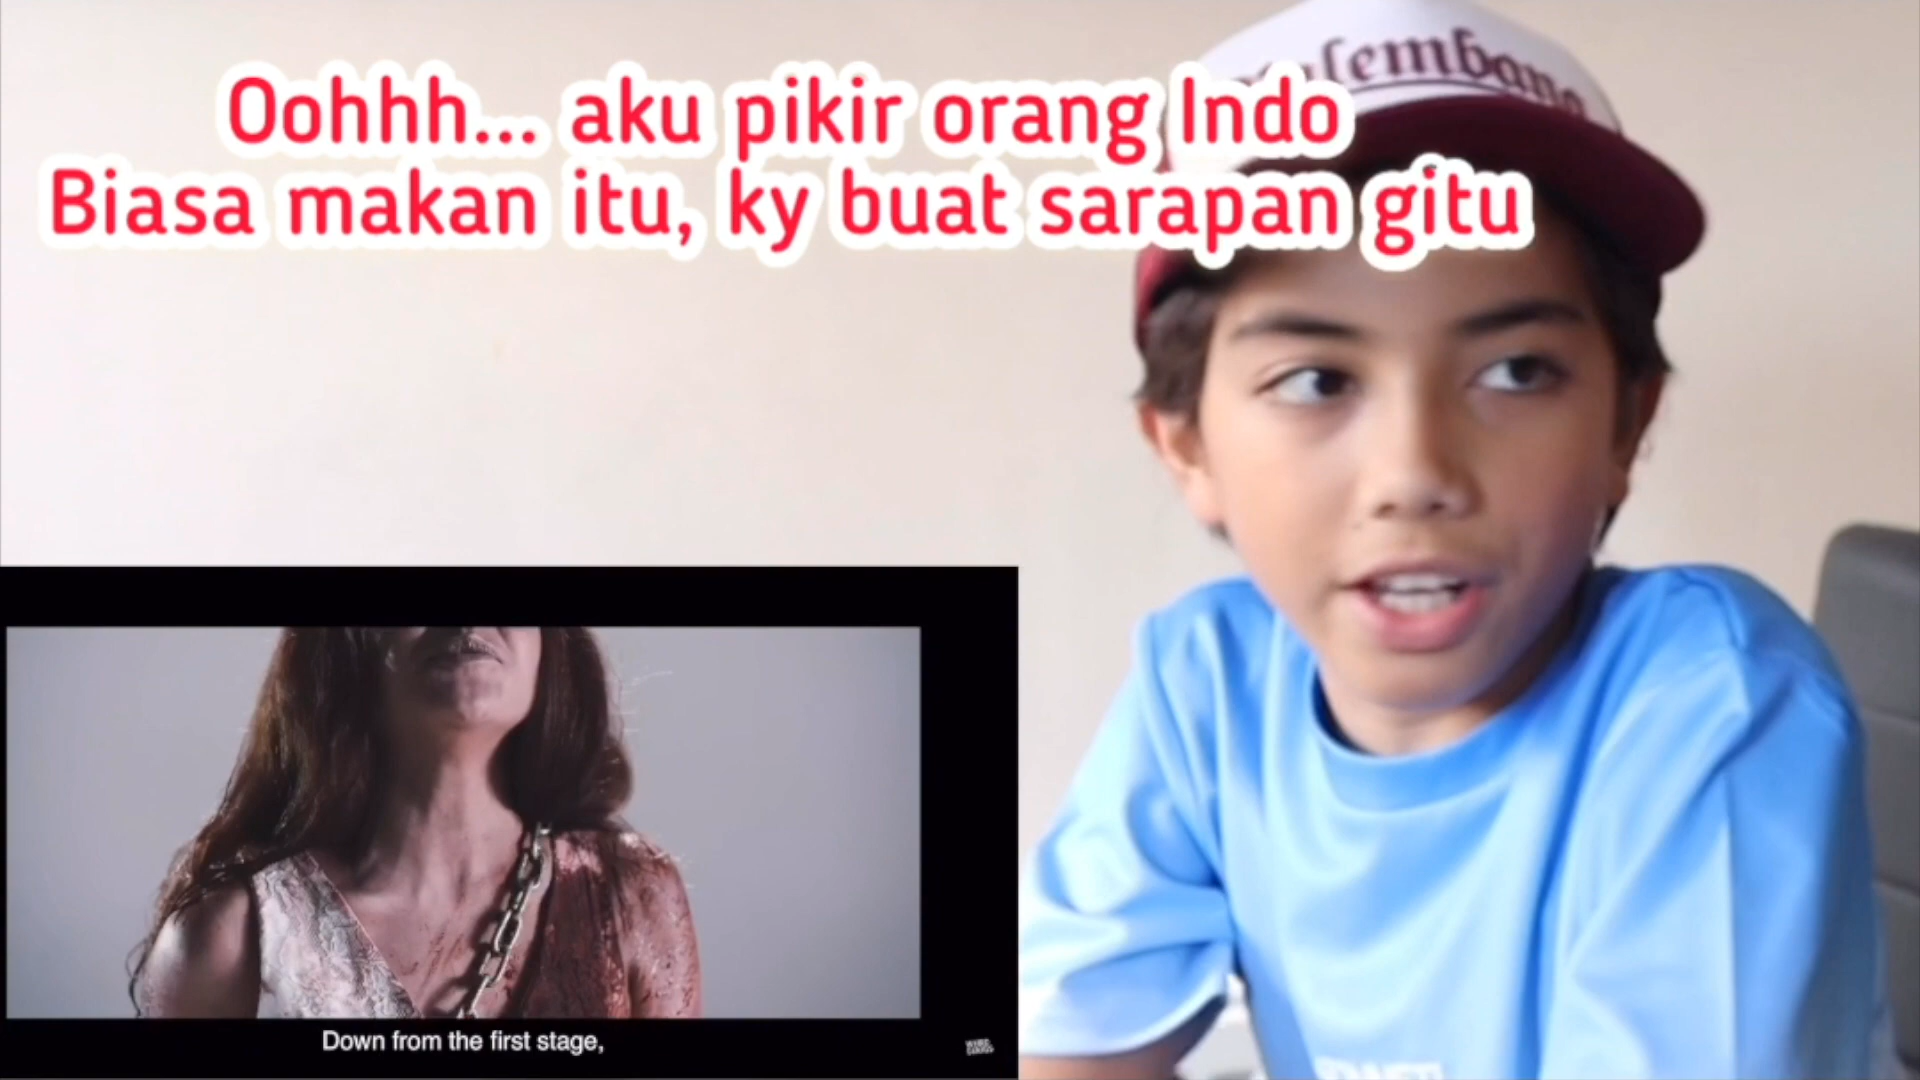 Oohhh... aku pikir orang Indo
Biasa makan itu, ky buat sarapan gitu
Down from the first stage,